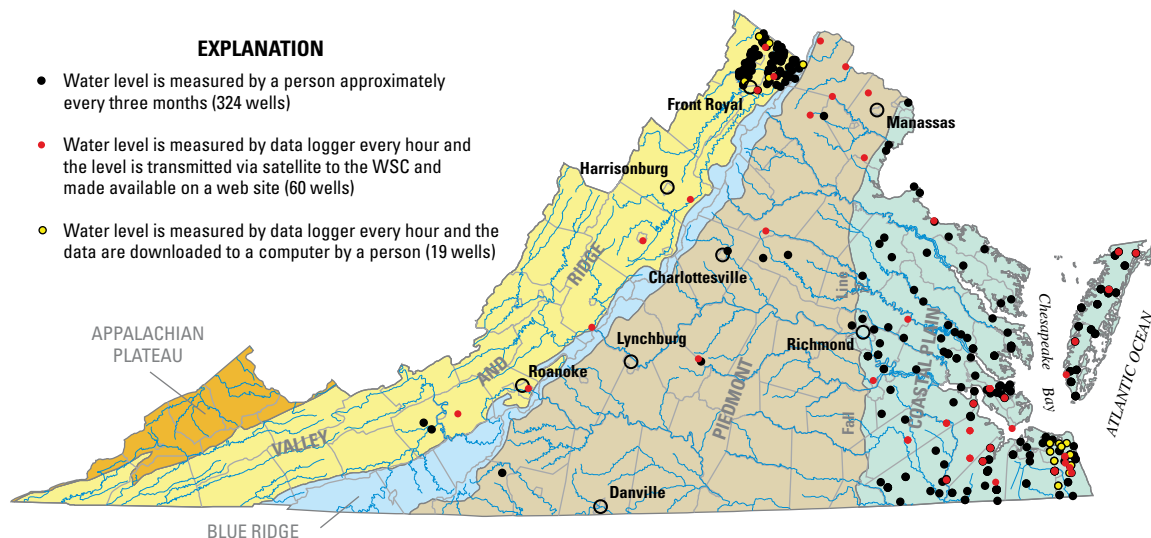 EXPLANATION
Water level is measured by a person approximately
every three months (324 wells)
Water level is measured by data logger every hour and
the level is transmitted via satellite to the WSC and
made available on a web site (60 wells)
Water level is measured by data logger every hour and the
data are downloaded to a computer by a person (19 wells)
Front Royal
Manassas
Harrisonburg
VALLEY AND RIDGE
Charlottesville
Fall Line
COASTAL PLAIN
Chesapeake Bay
ATLANTIC OCEAN
APPALACHIAN
PLATEAU
Lynchburg
Richmond
Roanoke
PIEDMONT
Danville
BLUE RIDGE